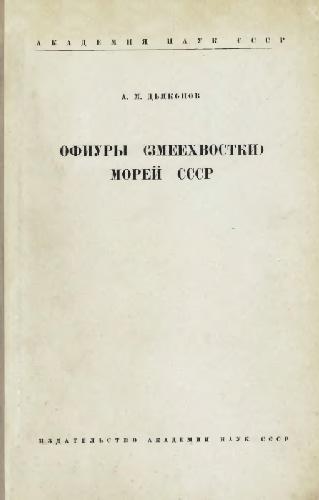 АКАДЕМИЯ НАУК СССР
А. М. ДЬЯКОНОВ
ОФИУРЫ (ЗМЕЕХВОСТКИ)
МОРЕЙ СССР
ИЗДАТЕЛЬСТВО АКАДЕМИИ НАУК СССР